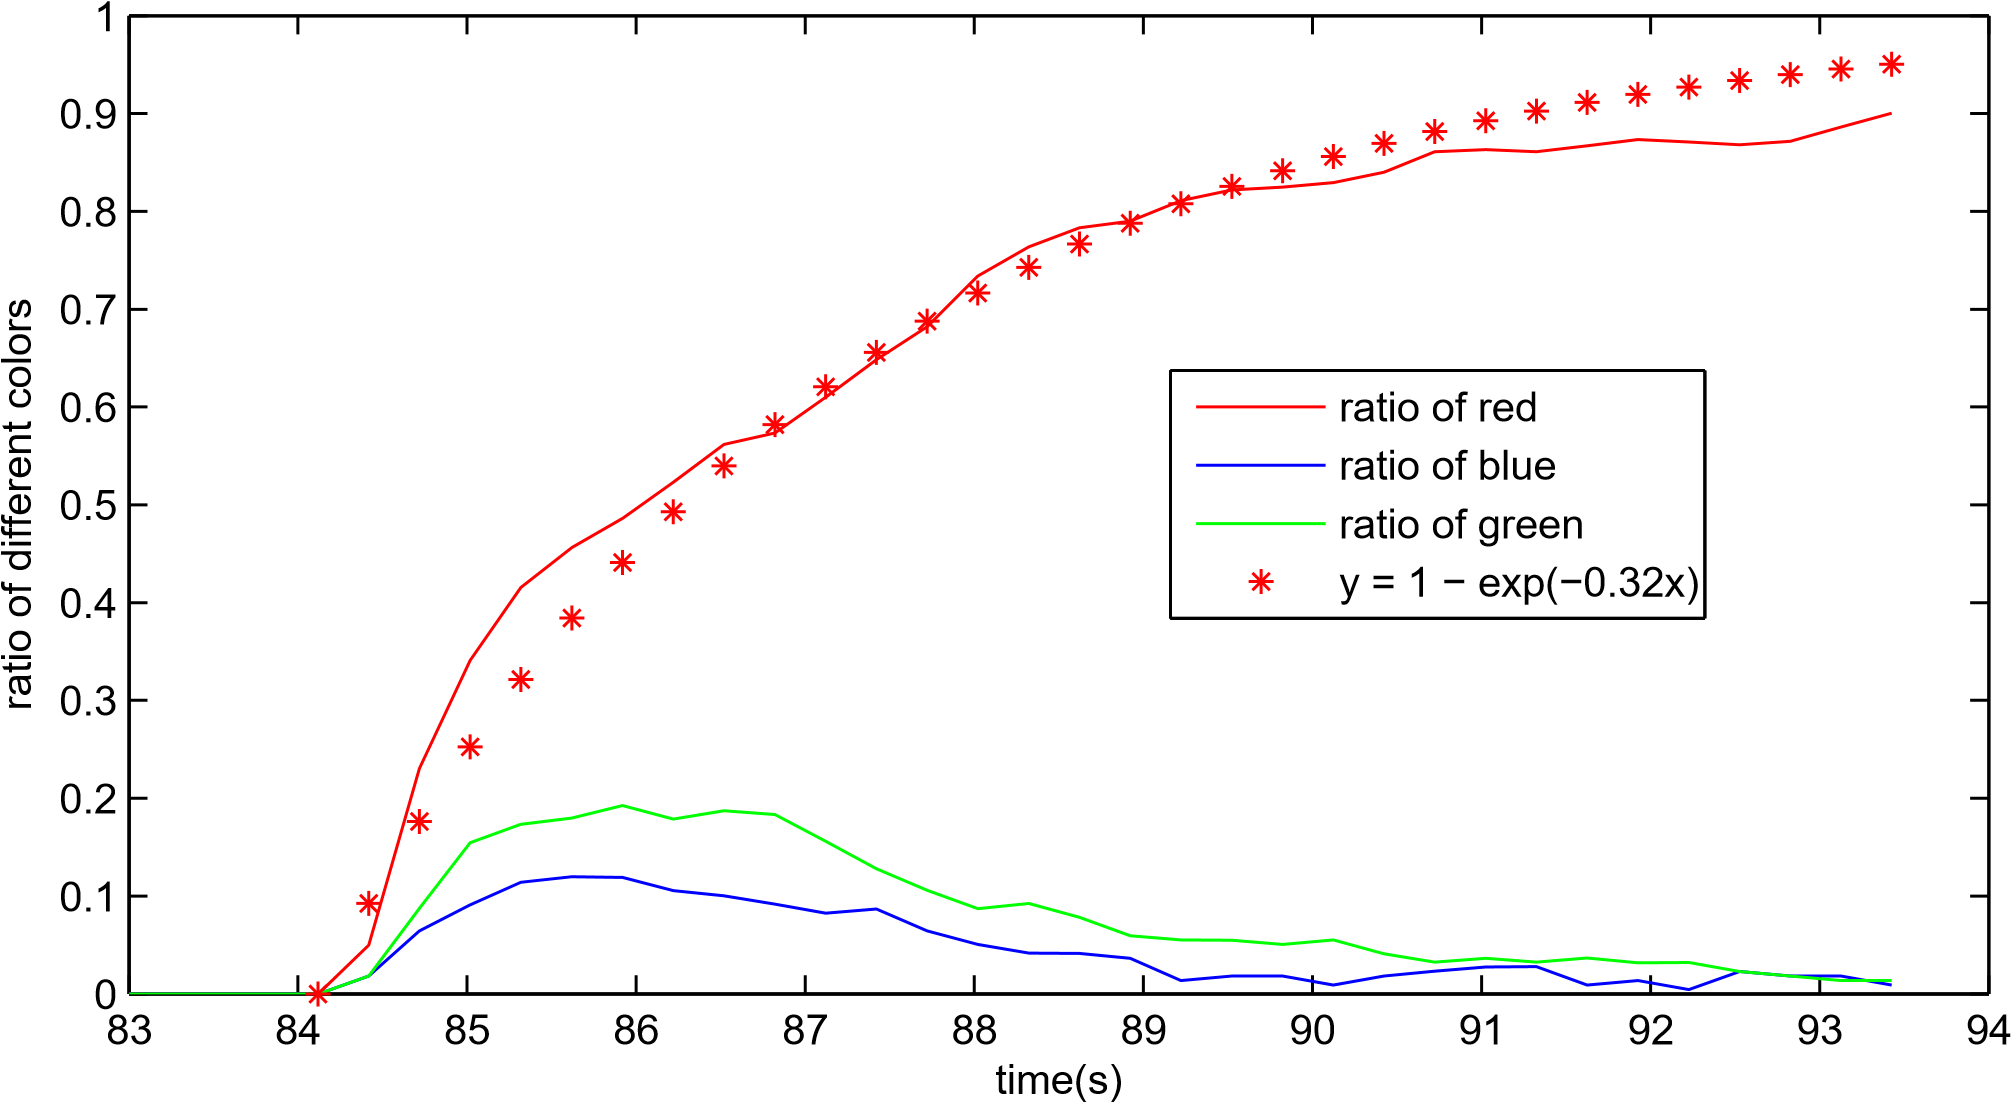 1
0.9
0.8
0.7
0.6
0.5
0.4
0.3
0.2
0.1
0
ratio of different colors
ratio of red
ratio of blue
ratio of green
y = 1 − exp(−0.32x)
83 84 85 86 87 88 89 90 91 92 93 94
time(s)